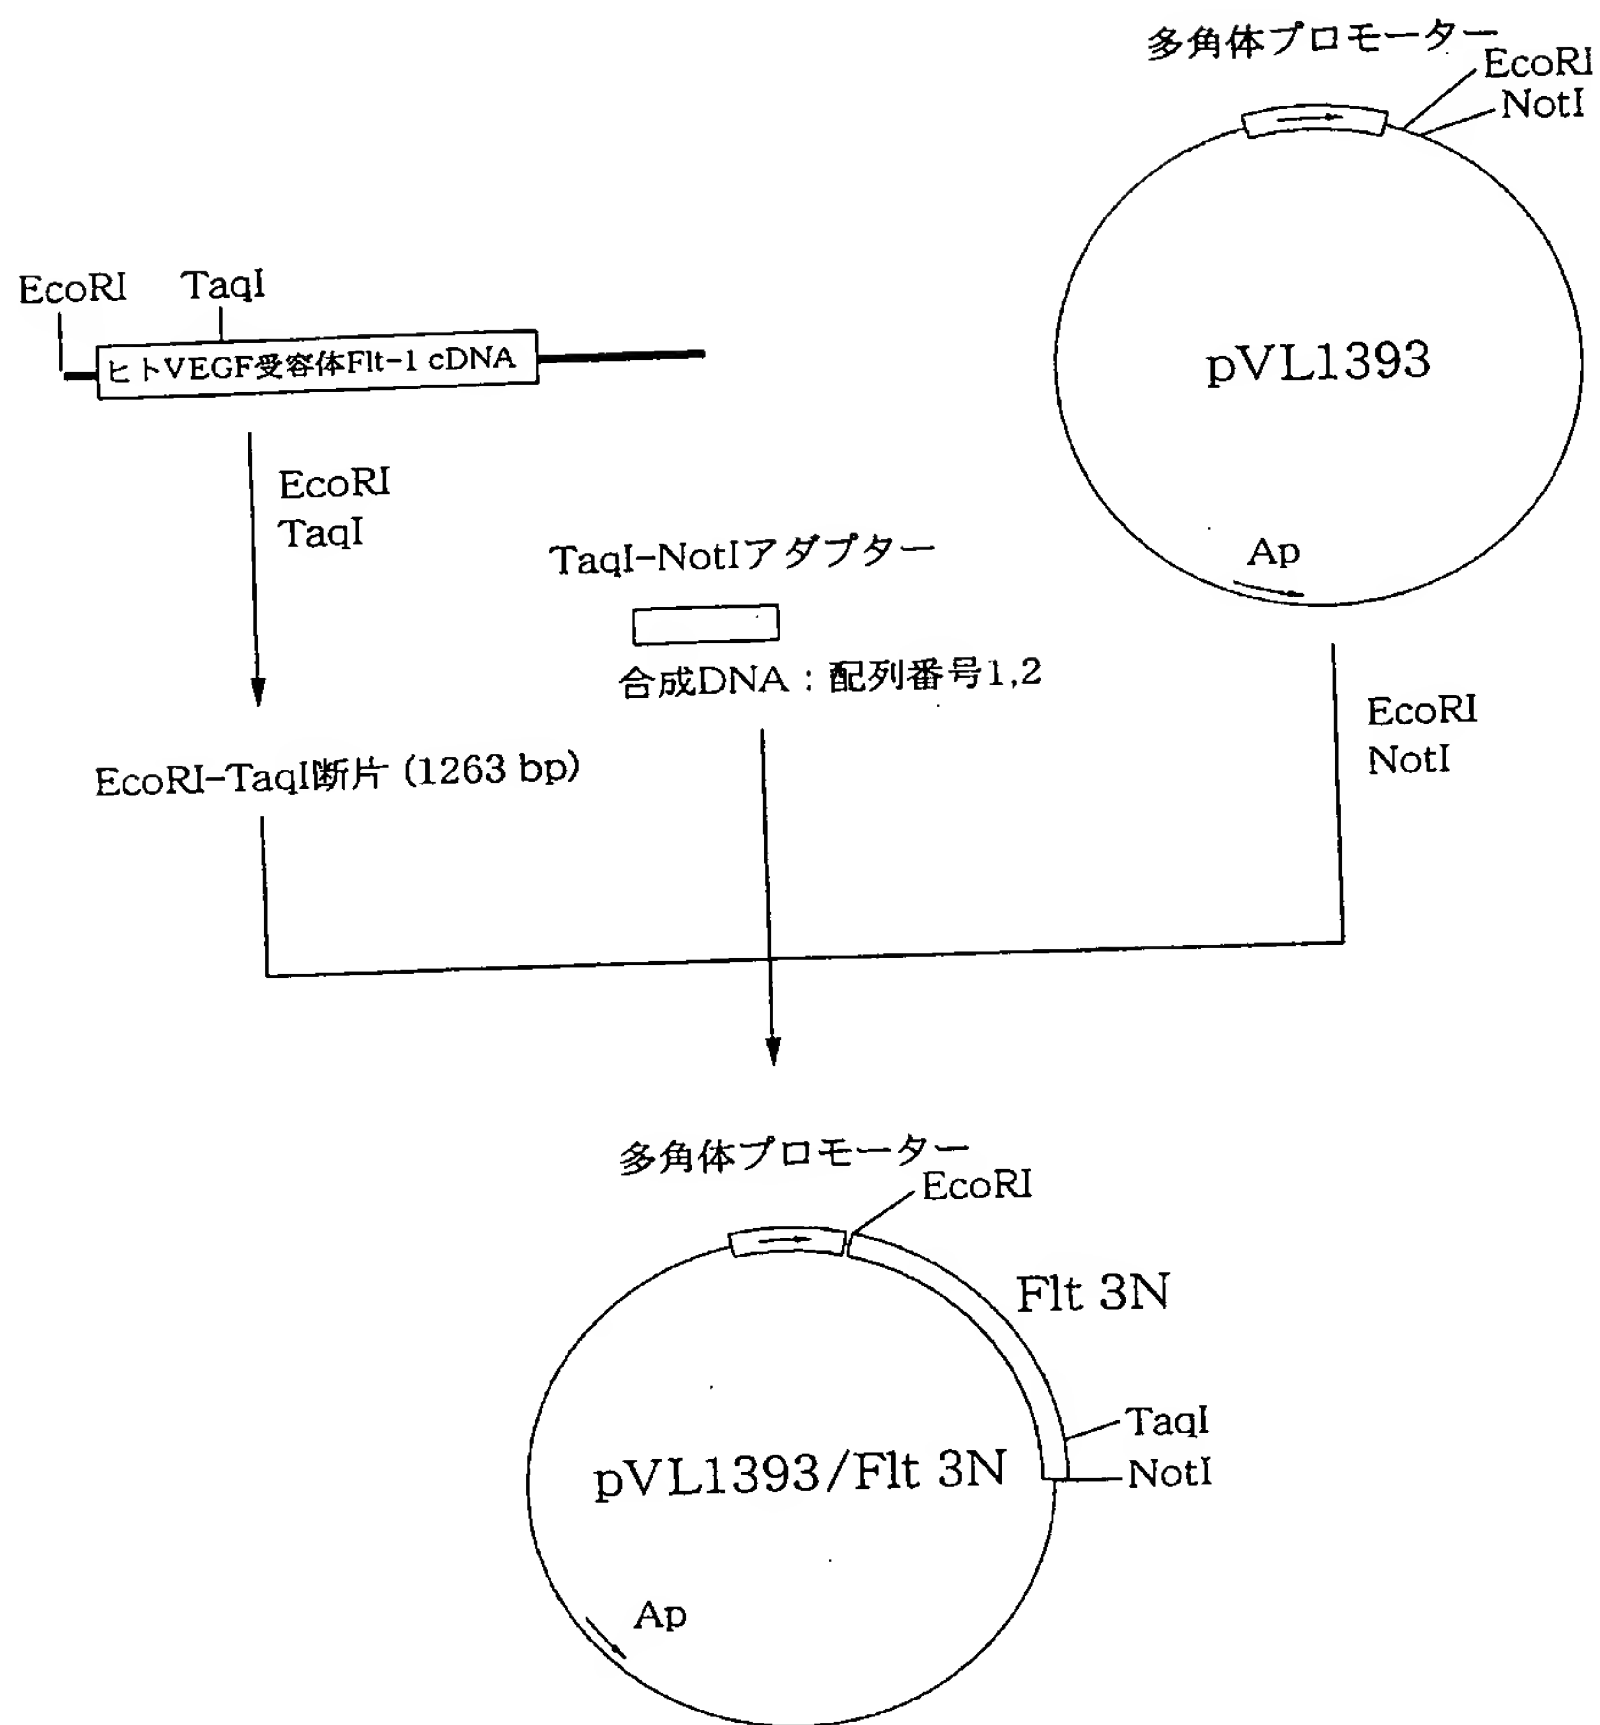 多角体プロモーター
EcoRI
NotI
pVL1393
Ap
EcoRI
NotI
EcoRI TaqI
ヒトVEGF受容体Flt-1 cDNA
EcoRI
TaqI
TaqI-NotIアダプター
合成DNA：配列番号1,2
EcoRI-TaqI断片 (1263 bp)
多角体プロモーター
EcoRI
Flt 3N
TaqI
NotI
pVL1393/Flt 3N
Ap